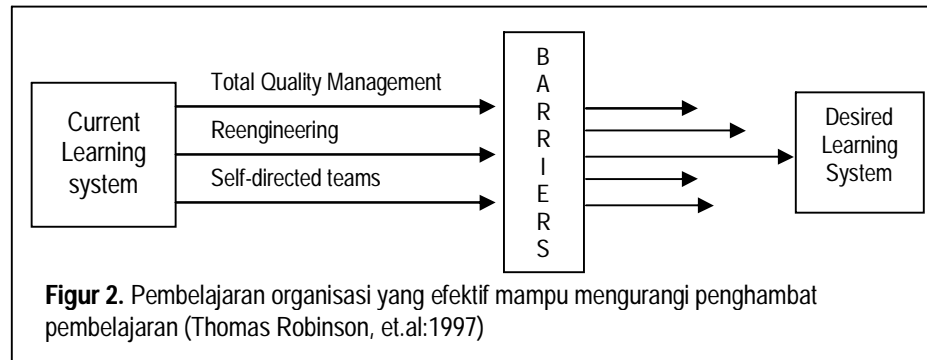 Current
Learning
system
Total Quality Management
Reengineering
Self-directed teams
B
A
R
R
I
E
R
S
Desired
Learning
System
Figur 2. Pembelajaran organisasi yang efektif mampu mengurangi penghambat
pembelajaran (Thomas Robinson, et.al:1997)